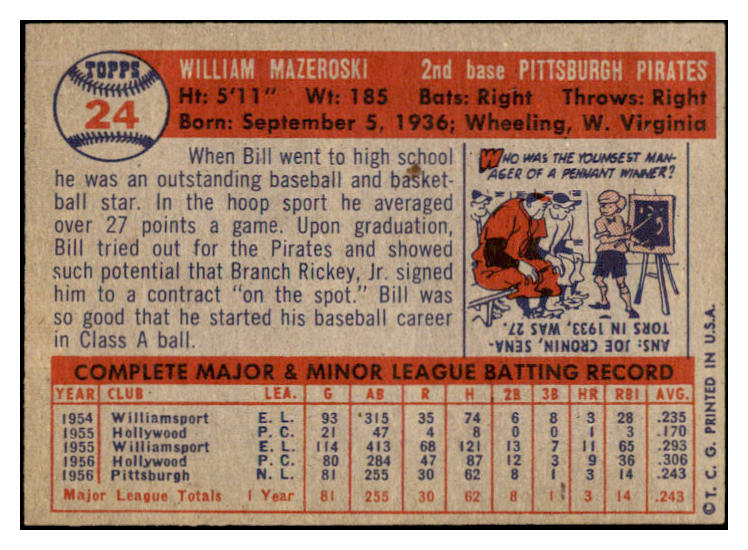 TOPPS
24
WILLIAM MAZEROSKI 2nd base PITTSBURGH PIRATES
Ht: 5'11" Wt: 185 Bats: Right Throws: Right
Born: September 5, 1936; Wheeling, W. Virginia
When Bill went to high school
he was an outstanding baseball and basket-
ball star. In the hoop sport he averaged
over 27 points a game. Upon graduation,
Bill tried out for the Pirates and showed
such potential that Branch Rickey, Jr. signed
him to a contract "on the spot." Bill was
so good that he started his baseball career
in Class A ball.
WHO WAS THE YOUNGEST MAN-
AGER OF A PENNANT WINNER?
ANS: JOE CRONIN, SENA-
TORS IN 1933, WAS 27.
COMPLETE MAJOR & MINOR LEAGUE BATTING RECORD
YEAR CLUB LEA. G AB R H 2B 3B HR RBI AVG.
1954 Williamsport E. L. 93 315 35 74 6 8 3 28 .235
1955 Hollywood P. C. 21 47 4 8 0 0 1 3 .170
1955 Williamsport E. L. 114 413 68 121 13 7 11 65 .293
1956 Hollywood P. C. 80 284 47 87 12 3 9 36 .306
1956 Pittsburgh N. L. 81 255 30 62 8 1 3 14 .243
Major League Totals 1 Year 81 255 30 62 8 1 3 14 .243
© T. C. G. PRINTED IN U.S.A.